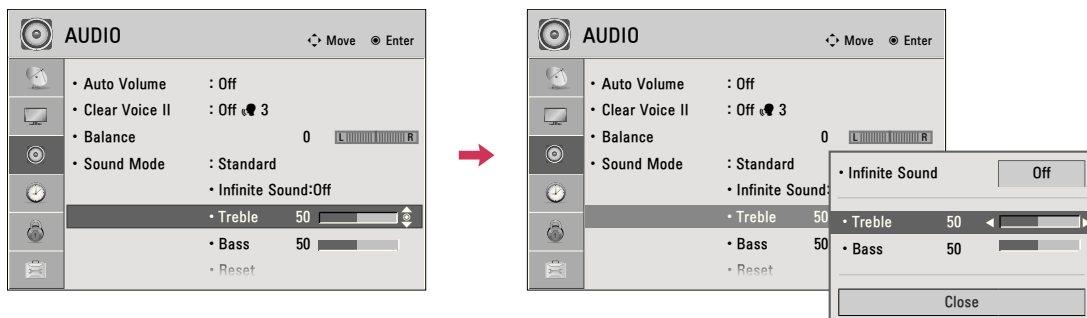 AUDIO Move Enter
• Auto Volume : Off
• Clear Voice II : Off 3
• Balance 0 L R
• Sound Mode : Standard
• Infinite Sound:Off
• Treble 50
• Bass 50
• Reset
AUDIO Move Enter
• Auto Volume : Off
• Clear Voice II : Off 3
• Balance 0 L R
• Sound Mode : Standard
• Infinite Sound:
• Treble 50
• Bass 50
• Reset
• Infinite Sound Off
• Treble 50
• Bass 50
Close